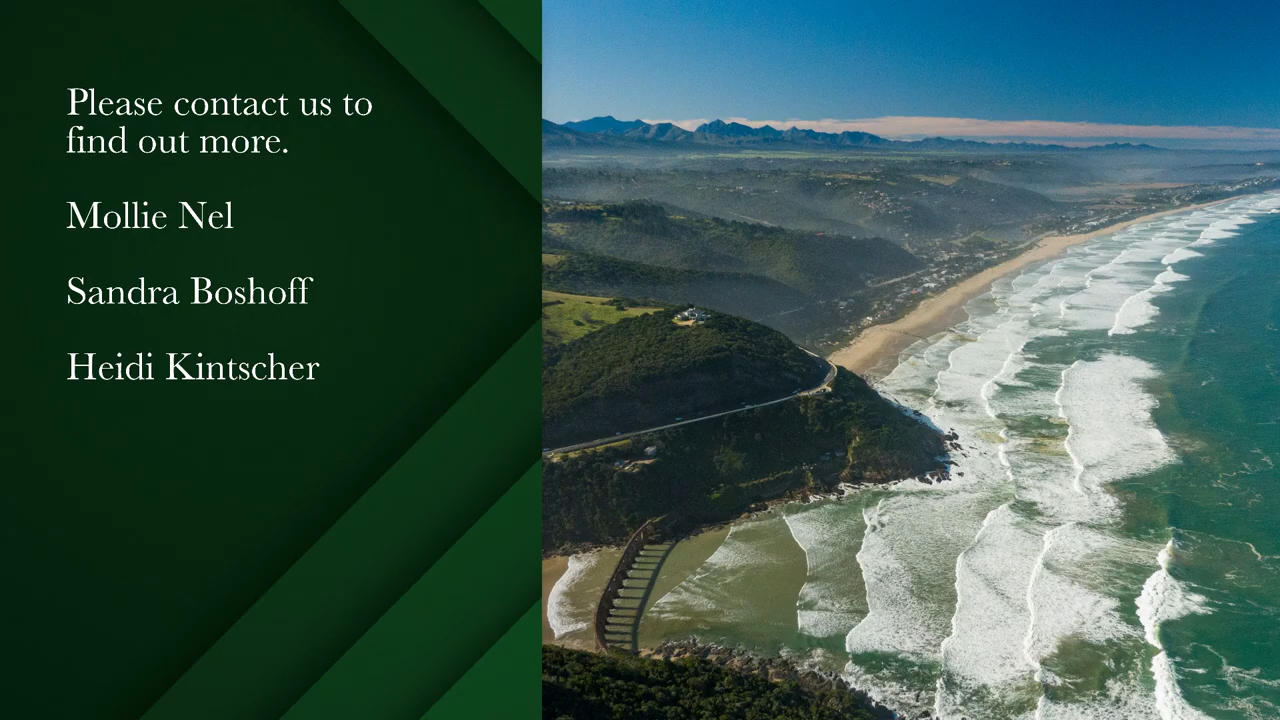 Please contact us to
find out more.
Mollie Nel
Sandra Boshoff
Heidi Kintscher